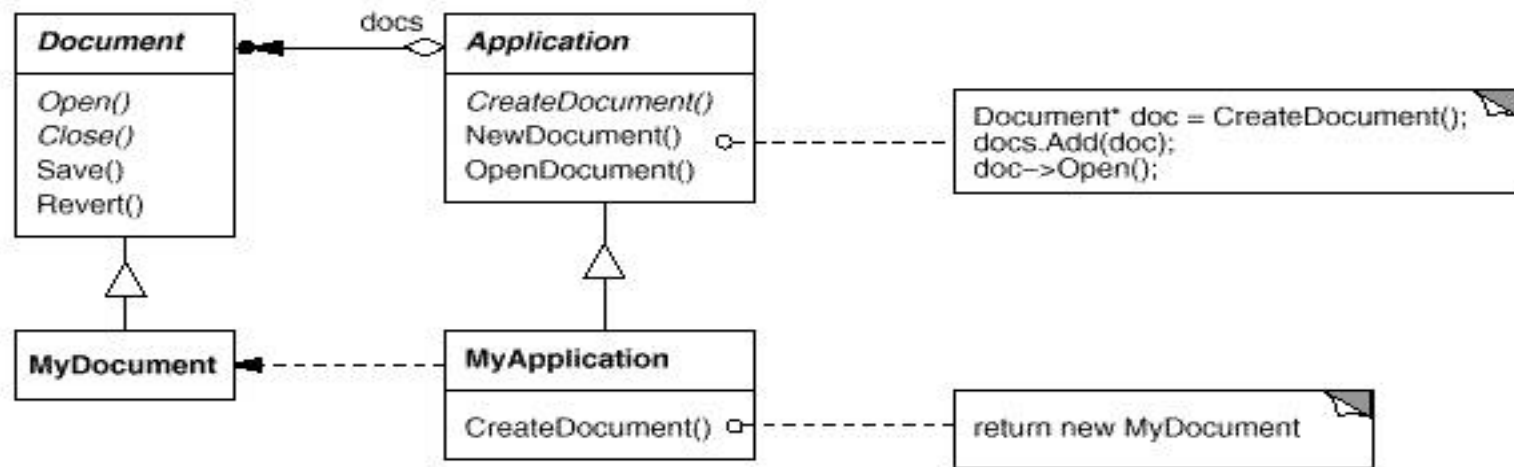 docs
Document
Open()
Close()
Save()
Revert()
Application
CreateDocument()
NewDocument()
OpenDocument()
Document* doc = CreateDocument();
docs.Add(doc);
doc–>Open();
MyDocument
MyApplication
CreateDocument()
return new MyDocument